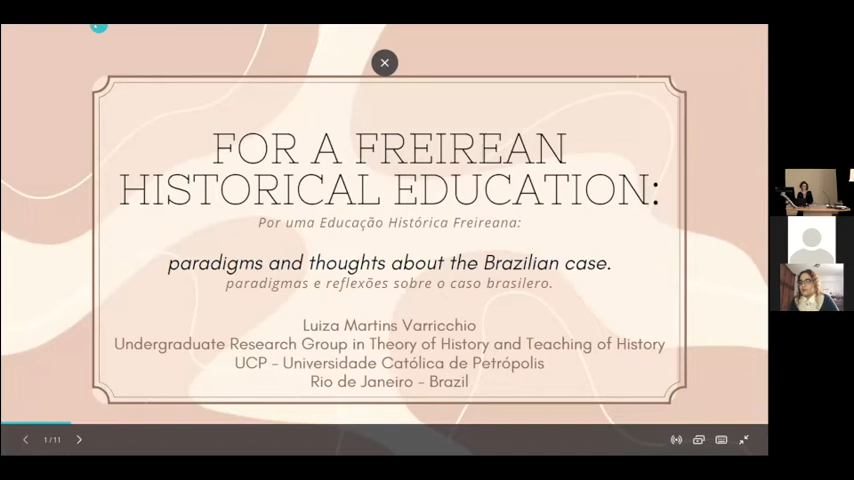 FOR A FREIREAN
HISTORICAL EDUCATION:
Por uma Educação Histórica Freireana:
paradigms and thoughts about the Brazilian case.
paradigmas e reflexões sobre o caso brasilero.
Luiza Martins Varricchio
Undergraduate Research Group in Theory of History and Teaching of History
UCP - Universidade Católica de Petrópolis
Rio de Janeiro - Brazil
1/11